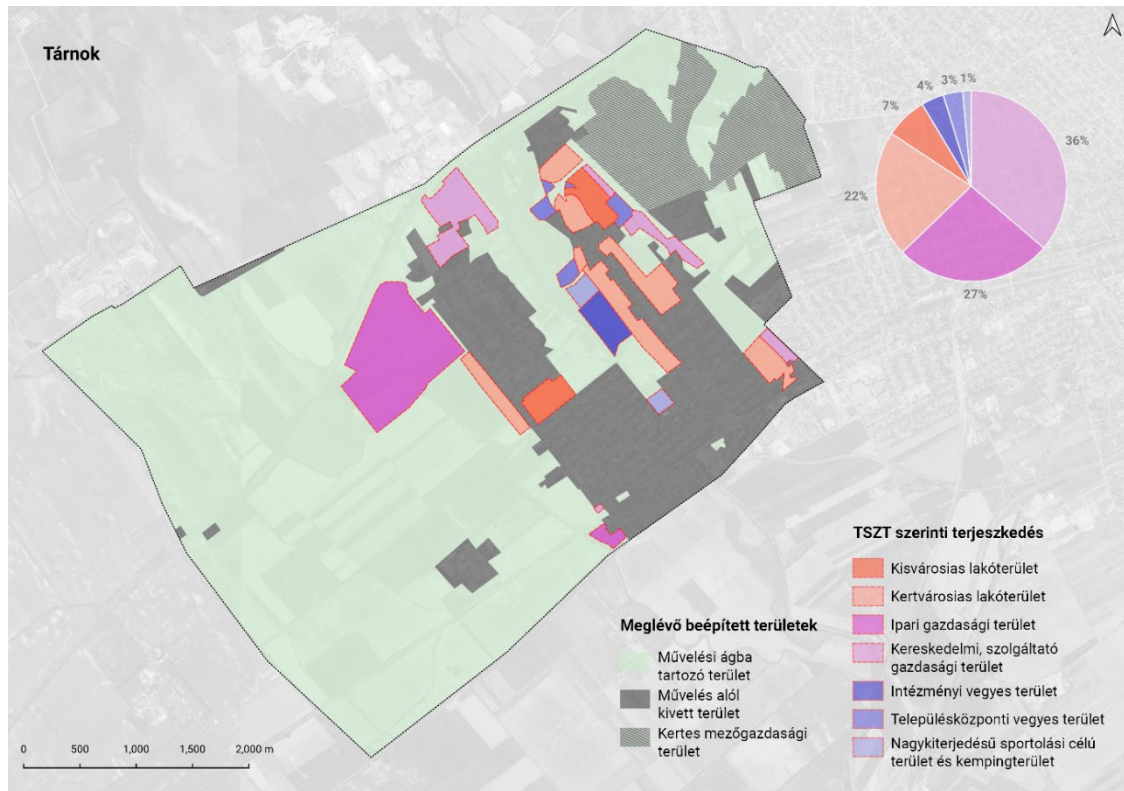 Tárnok
1%
3%
4%
7%
36%
22%
27%
TSZT szerinti terjeszkedés
Kisvárosias lakóterület
Kertvárosias lakóterület
Ipari gazdasági terület
Kereskedelmi, szolgáltató
gazdasági terület
Intézményi vegyes terület
Településközponti vegyes terület
Nagykiterjedésű sportolási célú
terület és kempingterület
Meglévő beépített területek
Művelési ágba
tartozó terület
Művelés alól
kivett terület
Kertes mezőgazdasági
terület
0 500 1,000 1,500 2,000 m